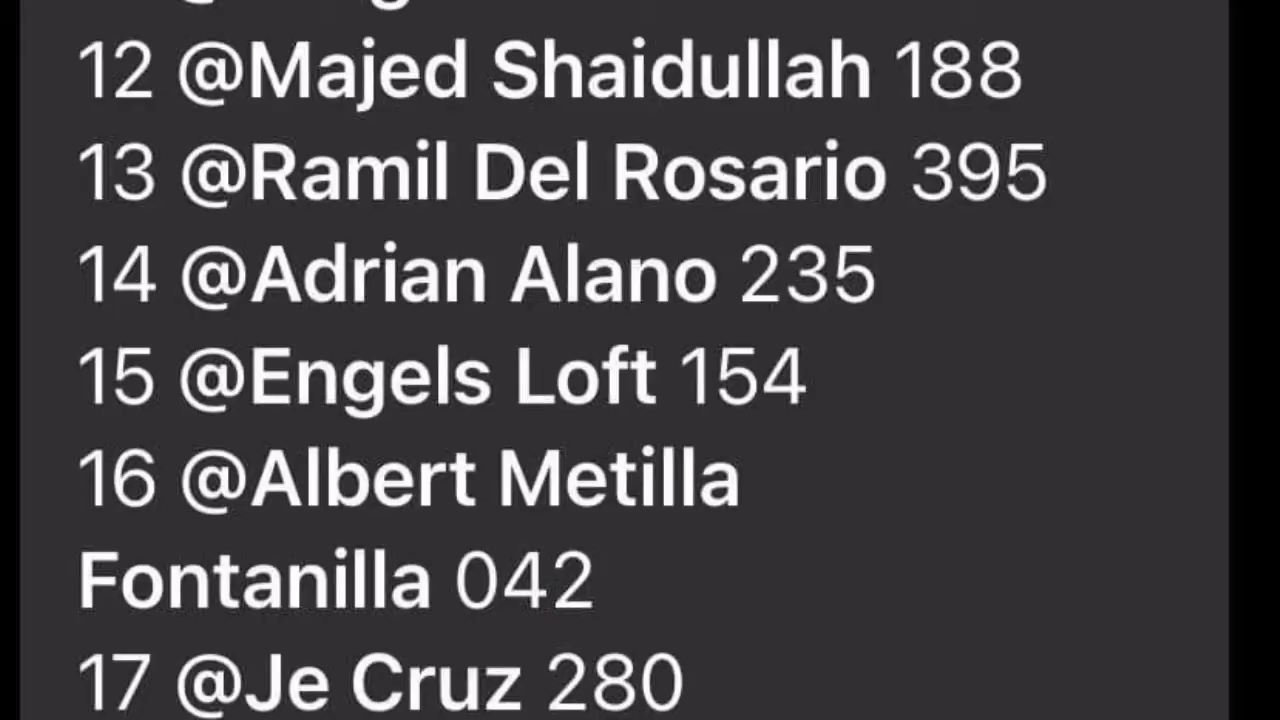 12 @Majed Shaidullah 188
13 @Ramil Del Rosario 395
14 @Adrian Alano 235
15 @Engels Loft 154
16 @Albert Metilla
Fontanilla 042
17 @Je Cruz 280